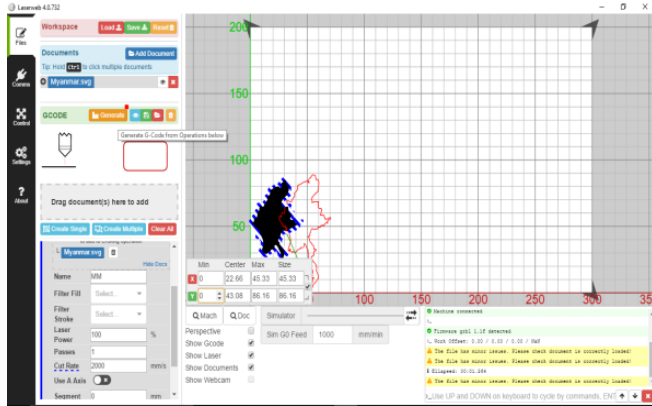 Laserweb 4.0.732
Files
Comms
Control
Settings
About
Workspace
Load
Save
Reset
Documents
Add Document
Tip: Hold Ctrl to click multiple documents
Myanmar.svg
GCODE
Generate
Generate G-Code from Operations below
Drag document(s) here to add
Create Single
Create Multiple
Clear All
Myanmar.svg
Hide Docs
Name MM
Filter Fill Select...
Filter Stroke Select...
Laser Power 100 %
Passes 1
Cut Rate 2000 mm/s
Use A Axis
Segment 0 mm
200
150
100
50
100 150 200 250 300 35
Min Center Max Size
X 0 22.66 45.33 45.33
Y 0 43.08 86.16 86.16
Mach
Doc
Simulator
Sim G0 Feed 1000 mm/min
Perspective
Show Gcode
Show Laser
Show Documents
Show Webcam
Machine connected
Firmware grbl 1.1f detected
Work Offset: 0.00 / 0.00 / 0.00 / NaN
The file has minor issues. Please check document is correctly loaded!
The file has minor issues. Please check document is correctly loaded!
The file has minor issues. Please check document is correctly loaded!
Use UP and DOWN on keyboard to cycle by commands, ENT